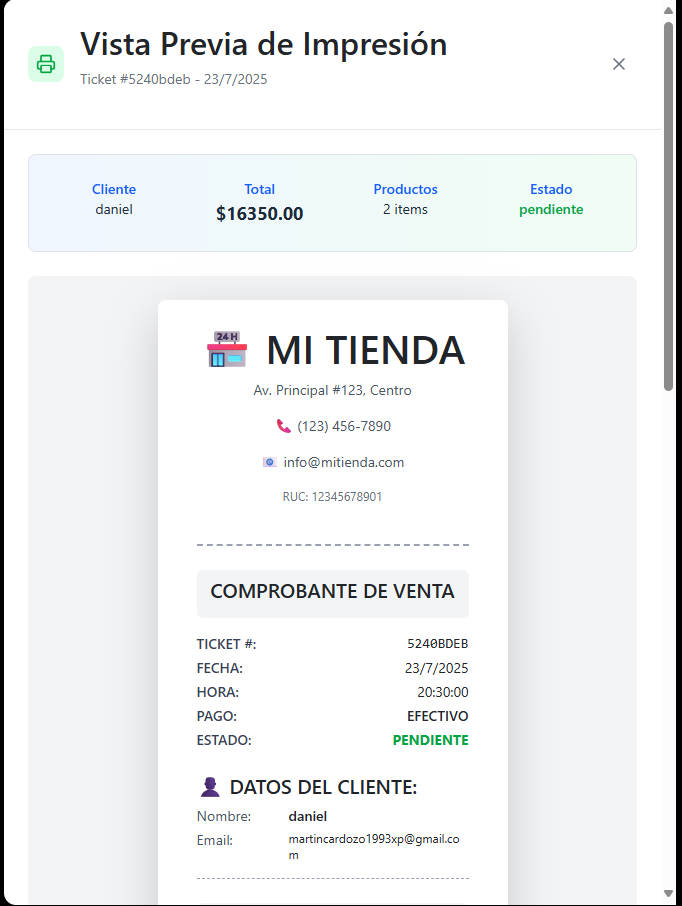 Vista Previa de Impresión
Ticket #5240bdeb - 23/7/2025
Cliente Total Productos Estado
daniel $16350.00 2 items pendiente
24 H
MI TIENDA
Av. Principal #123, Centro
(123) 456-7890
info@mitienda.com
RUC: 12345678901
COMPROBANTE DE VENTA
TICKET #: 5240BDEB
FECHA: 23/7/2025
HORA: 20:30:00
PAGO: EFECTIVO
ESTADO: PENDIENTE
DATOS DEL CLIENTE:
Nombre: daniel
Email: martincardozo1993xp@gmail.co
m